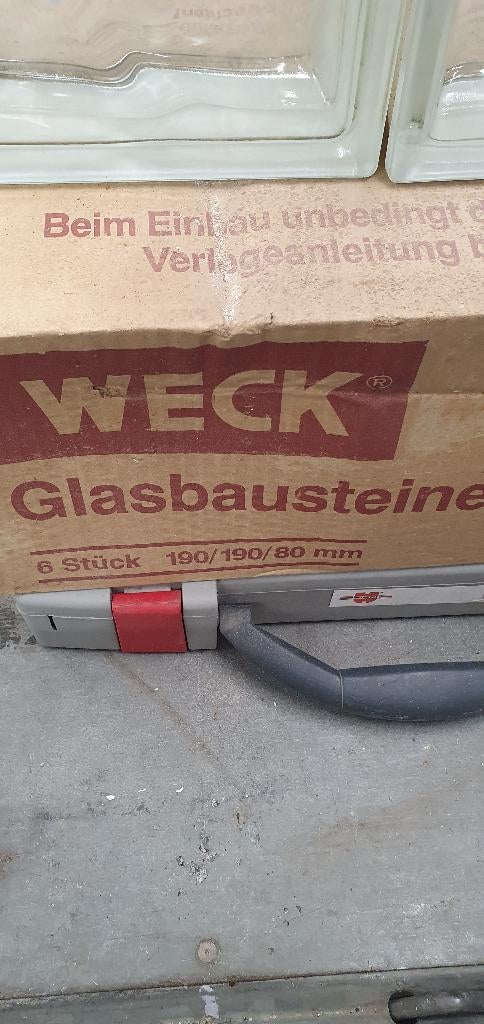 Beim Einbau unbedingt d
Verlegeanleitung b
WECK®
Glasbausteine
6 Stück 190/190/80 mm